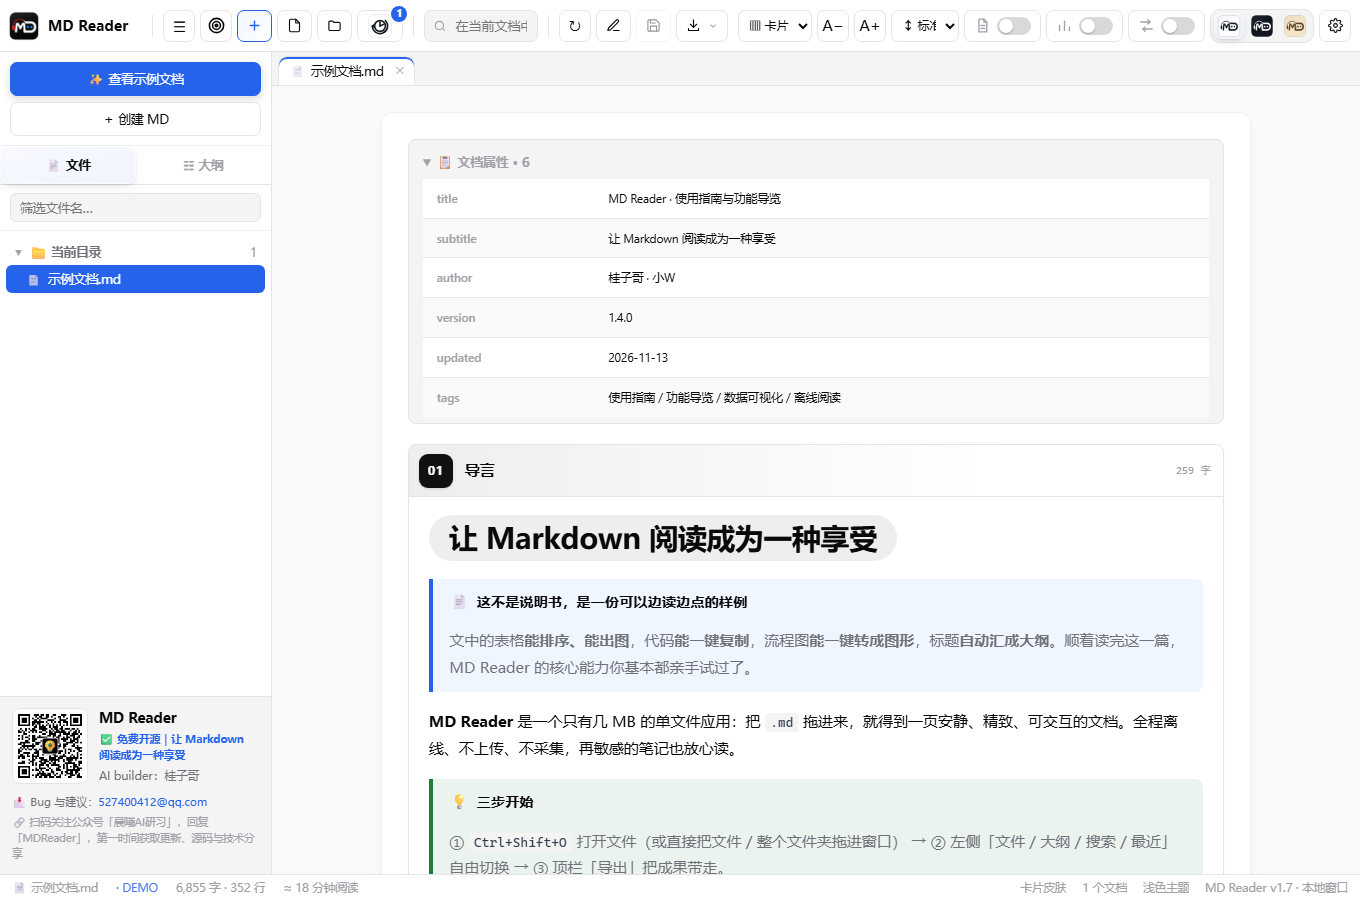 MD Reader
1
在当前文档中
卡片
A−
A+
标准
示例文档.md
✨ 查看示例文档
+ 创建 MD
文件
大纲
筛选文件名...
当前目录
1
示例文档.md
文档属性 • 6
title
MD Reader · 使用指南与功能导览
subtitle
让 Markdown 阅读成为一种享受
author
桂子哥 · 小W
version
1.4.0
updated
2026-11-13
tags
使用指南 / 功能导览 / 数据可视化 / 离线阅读
01
导言
259 字
让 Markdown 阅读成为一种享受
这不是说明书，是一份可以边读边点的样例
文中的表格能排序、能出图，代码能一键复制，流程图能一键转成图形，标题自动汇成大纲。顺着读完这一篇，
MD Reader 的核心能力你基本都亲手试过了。
MD Reader 是一个只有几 MB 的单文件应用：把 .md 拖进来，就得到一页安静、精致、可交互的文档。全程离
线、不上传、不采集，再敏感的笔记也放心读。
三步开始
① Ctrl+Shift+O 打开文件（或直接把文件 / 整个文件夹拖进窗口） → ② 左侧「文件 / 大纲 / 搜索 / 最近」
自由切换 → ③ 顶栏「导出」把成果带走。
MD Reader
✅ 免费开源 | 让 Markdown
阅读成为一种享受
AI builder：桂子哥
Bug 与建议：527400412@qq.com
扫码关注公众号「晨曦AI研习」，回复
「MDReader」，第一时间获取更新、源码与技术分
享
示例文档.md
· DEMO
6,855 字 · 352 行
≈ 18 分钟阅读
卡片皮肤
1 个文档
浅色主题
MD Reader v1.7 · 本地窗口